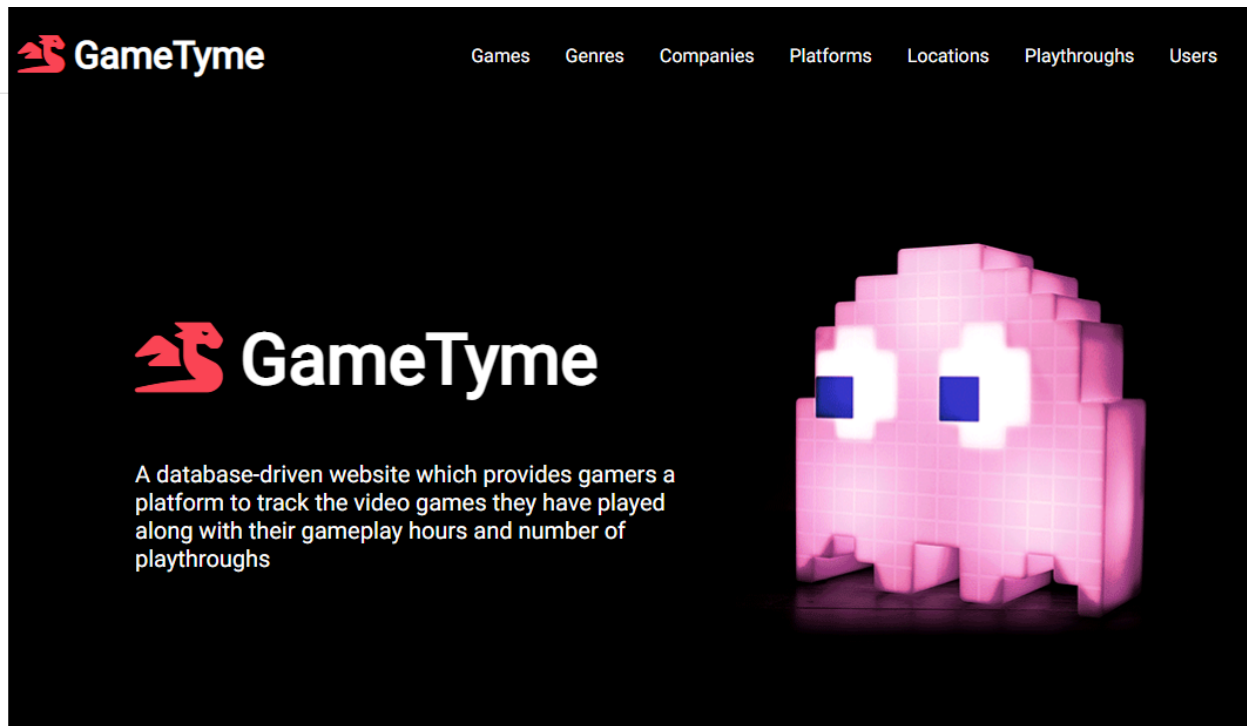 GameTyme
Games Genres Companies Platforms Locations Playthroughs Users
GameTyme
A database-driven website which provides gamers a
platform to track the video games they have played
along with their gameplay hours and number of
playthroughs